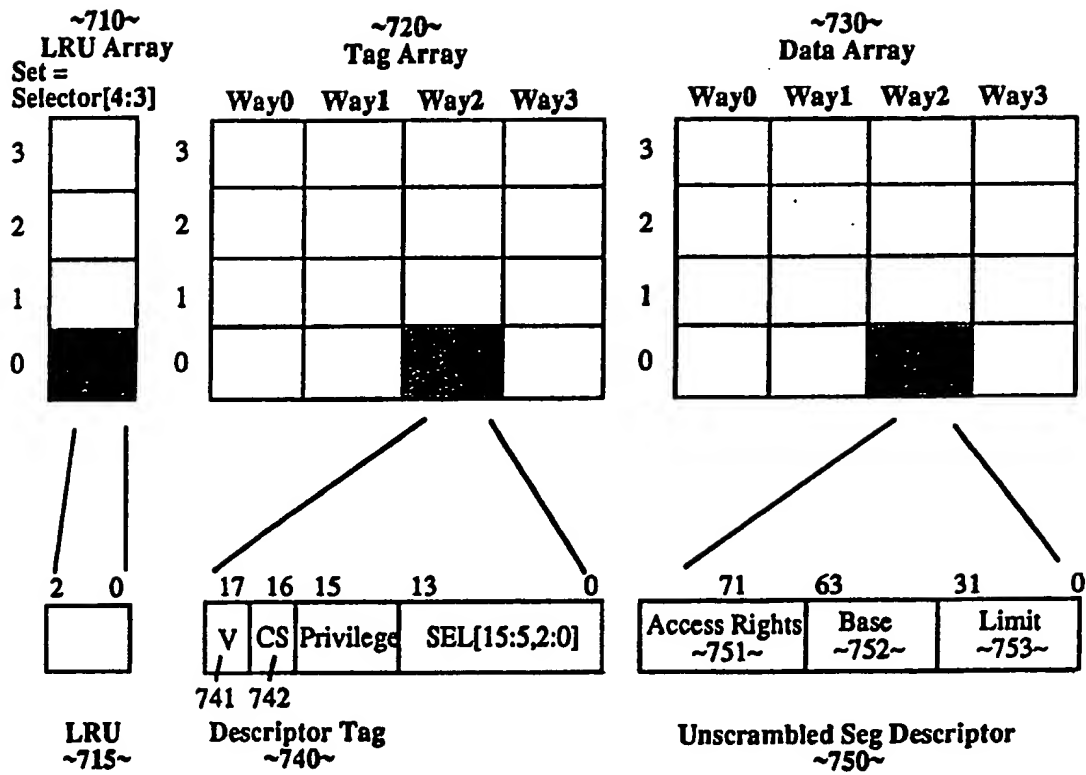 ~710~
LRU Array
Set =
Selector[4:3]
3
2
1
0
~720~
Tag Array
Way0 Way1 Way2 Way3
3
2
1
0
~730~
Data Array
Way0 Way1 Way2 Way3
3
2
1
0
2 0
LRU
~715~
17 16 15 13 0
V CS Privilege SEL[15:5,2:0]
741 742
Descriptor Tag
~740~
71 63 31 0
Access Rights Base Limit
~751~ ~752~ ~753~
Unscrambled Seg Descriptor
~750~